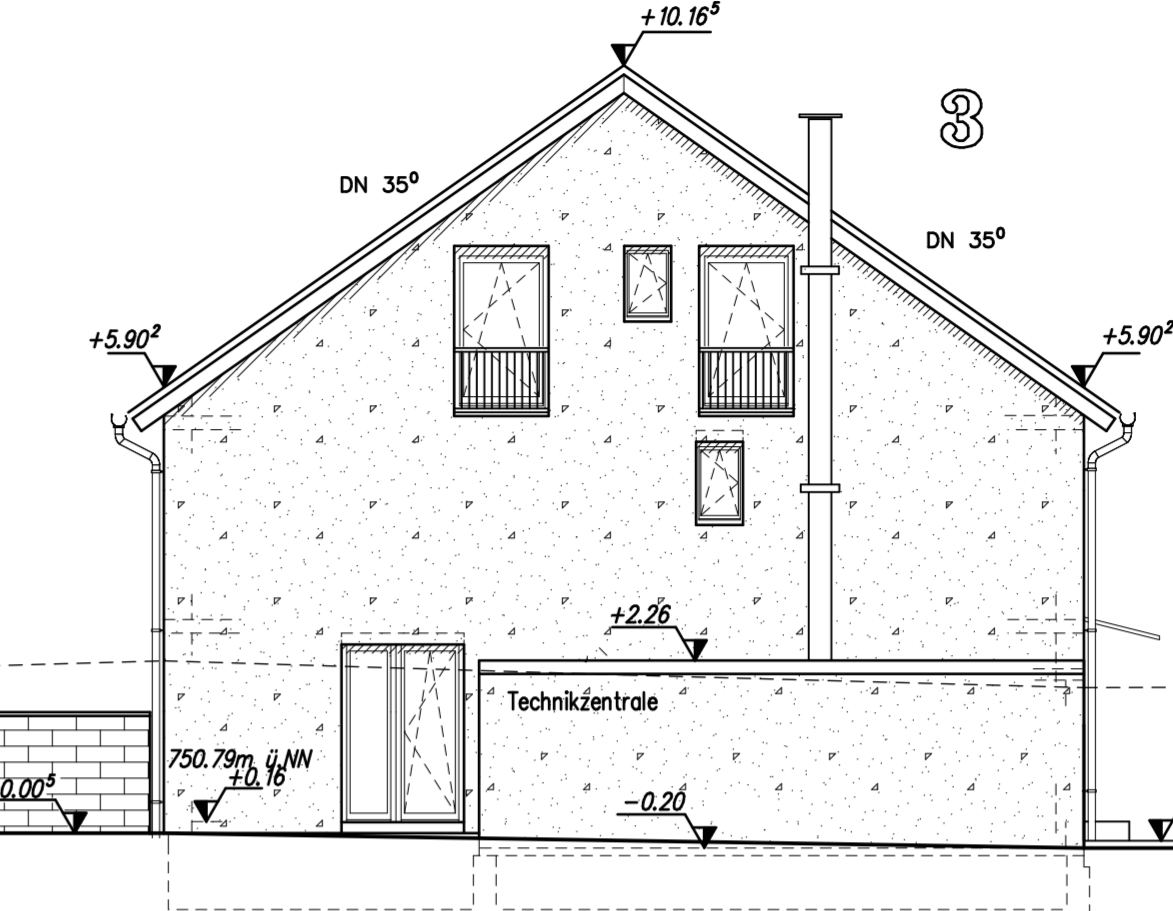 +10.16⁵
3
DN 35⁰
DN 35⁰
+5.90²
+5.90²
+2.26
Technikzentrale
750.79m ü.NN
+0.16
0.00⁵
-0.20